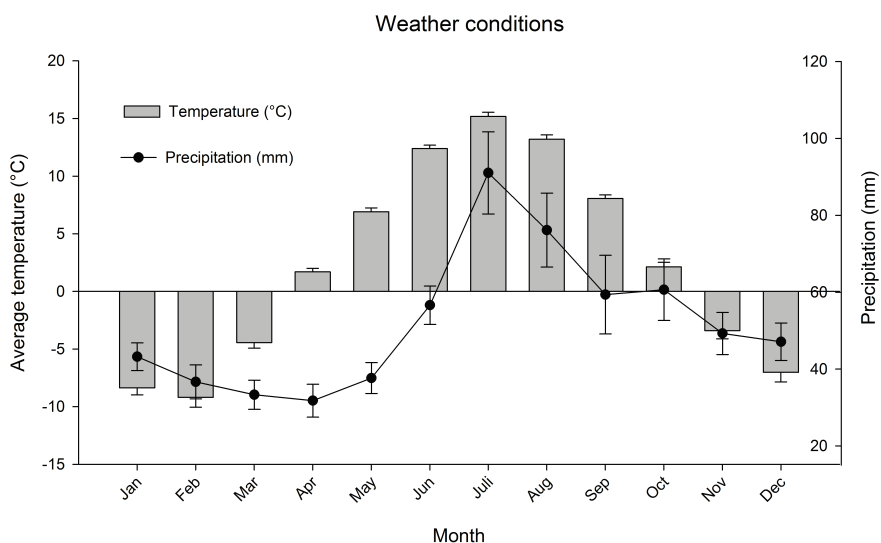 Weather conditions
Temperature (°C)
Precipitation (mm)
Average temperature (°C)
20
15
10
5
0
-5
-10
-15
120
100
80
60
40
20
Precipitation (mm)
Jan
Feb
Mar
Apr
May
Jun
Juli
Aug
Sep
Oct
Nov
Dec
Month